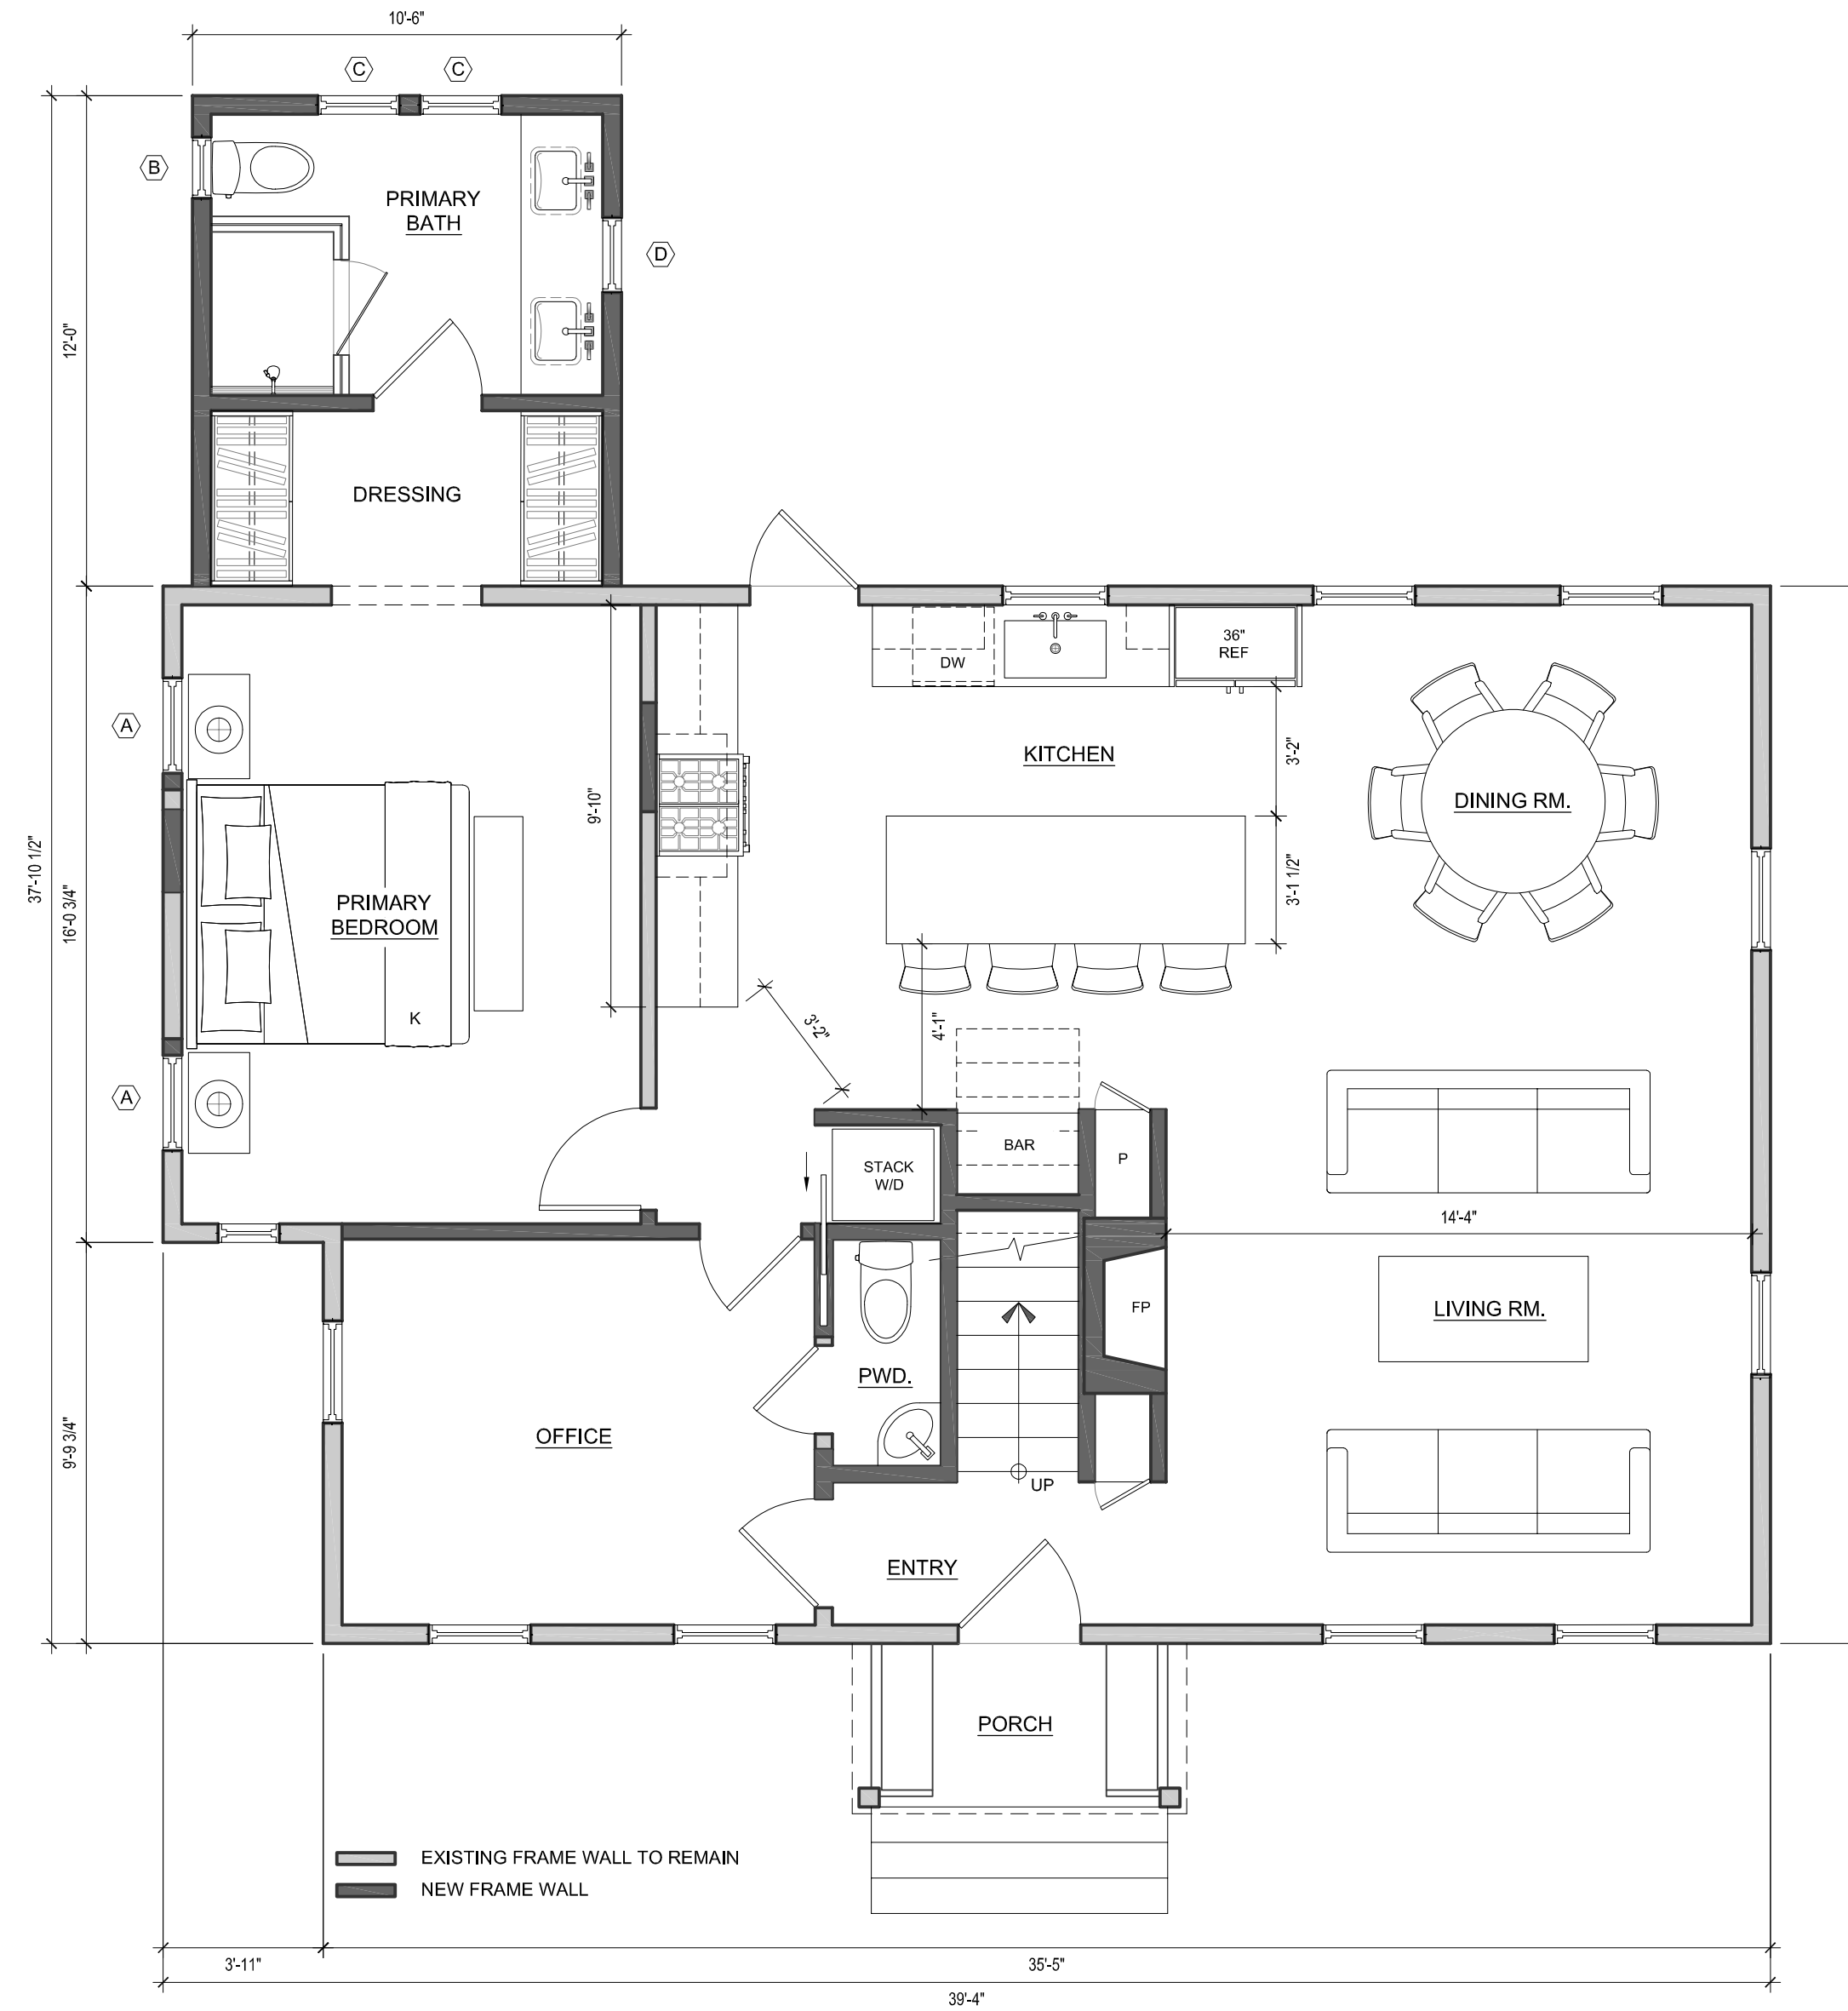 10'-6"
C
C
B
PRIMARY
BATH
D
12'-0"
DRESSING
36"
REF
DW
A
KITCHEN
3'-2"
DINING RM.
9'-10"
37'-10 1/2"
16'-0 3/4"
PRIMARY
BEDROOM
3'-1 1/2"
K
3'-2"
4'-1"
A
BAR
P
STACK
W/D
14'-4"
FP
LIVING RM.
PWD.
OFFICE
9'-9 3/4"
UP
ENTRY
PORCH
EXISTING FRAME WALL TO REMAIN
NEW FRAME WALL
3'-11"
35'-5"
39'-4"